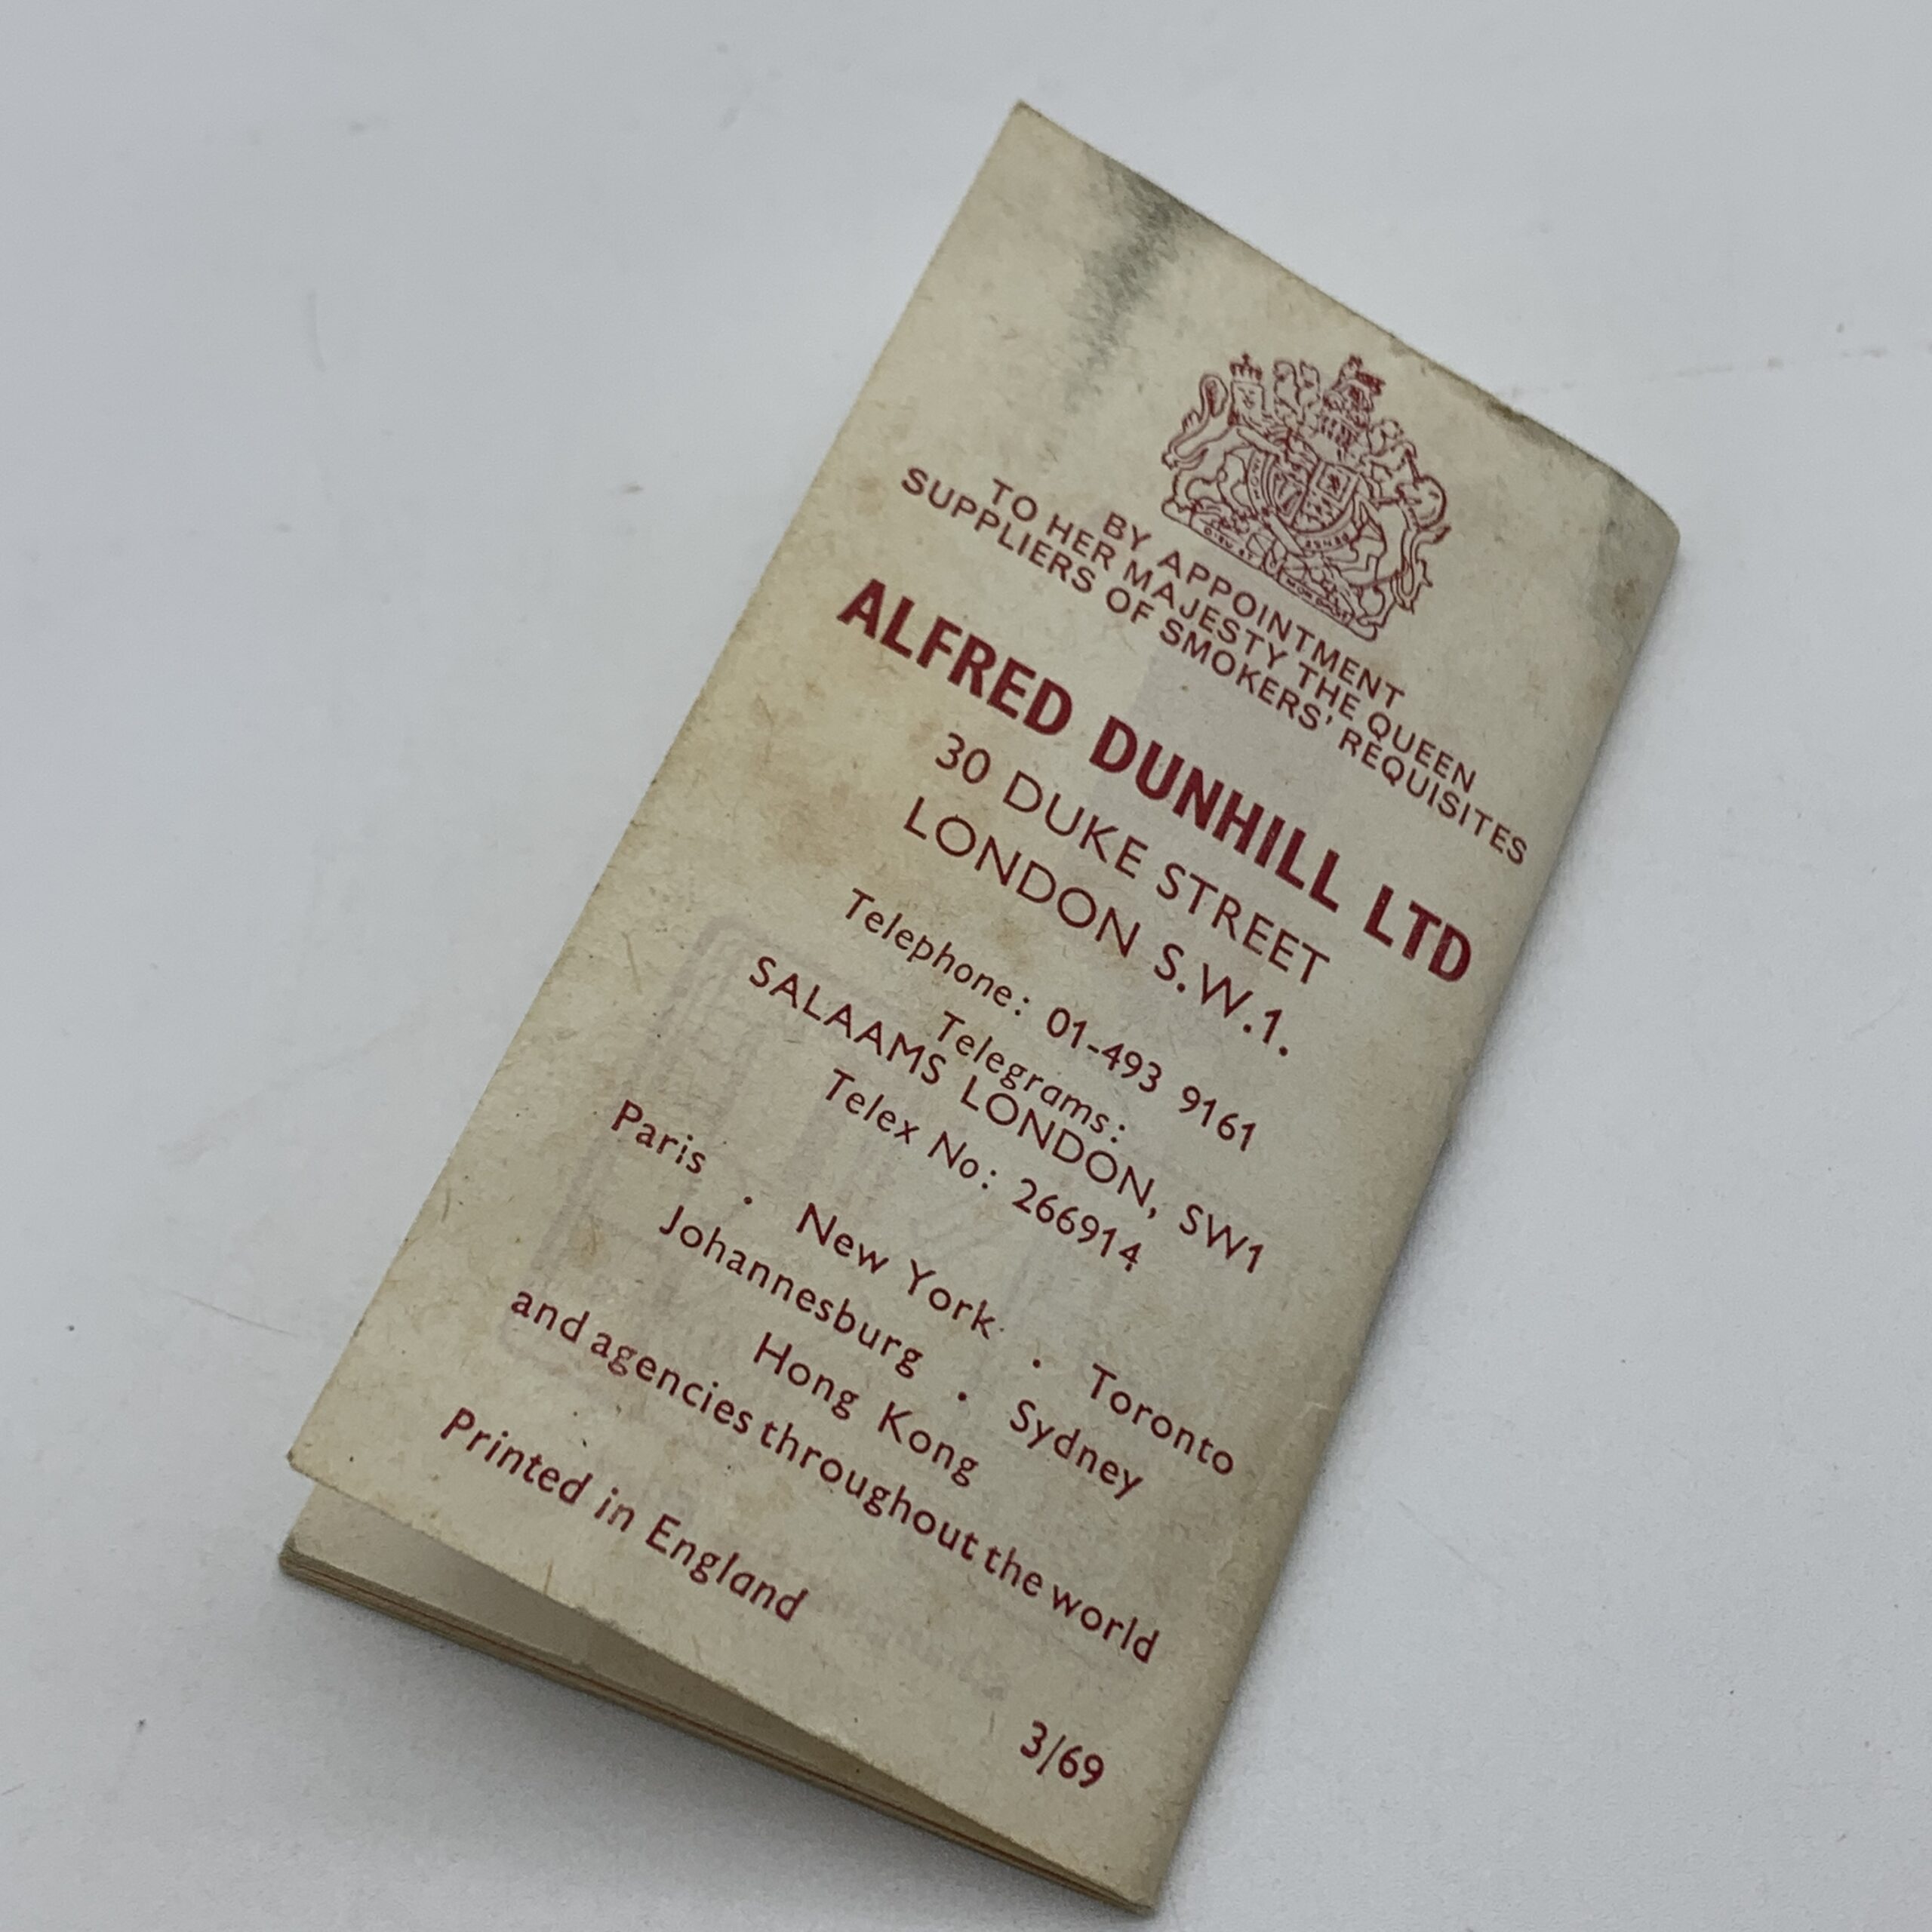 BY APPOINTMENT
TO HER MAJESTY THE QUEEN
SUPPLIERS OF SMOKERS' REQUISITES
ALFRED DUNHILL LTD
30 DUKE STREET
LONDON S.W.1.
Telephone: 01-493 9161
Telegrams:
SALAAMS LONDON, SW1
Telex No: 266914
Paris · New York · Toronto
Johannesburg · Sydney
Hong Kong
and agencies throughout the world
Printed in England
3/69